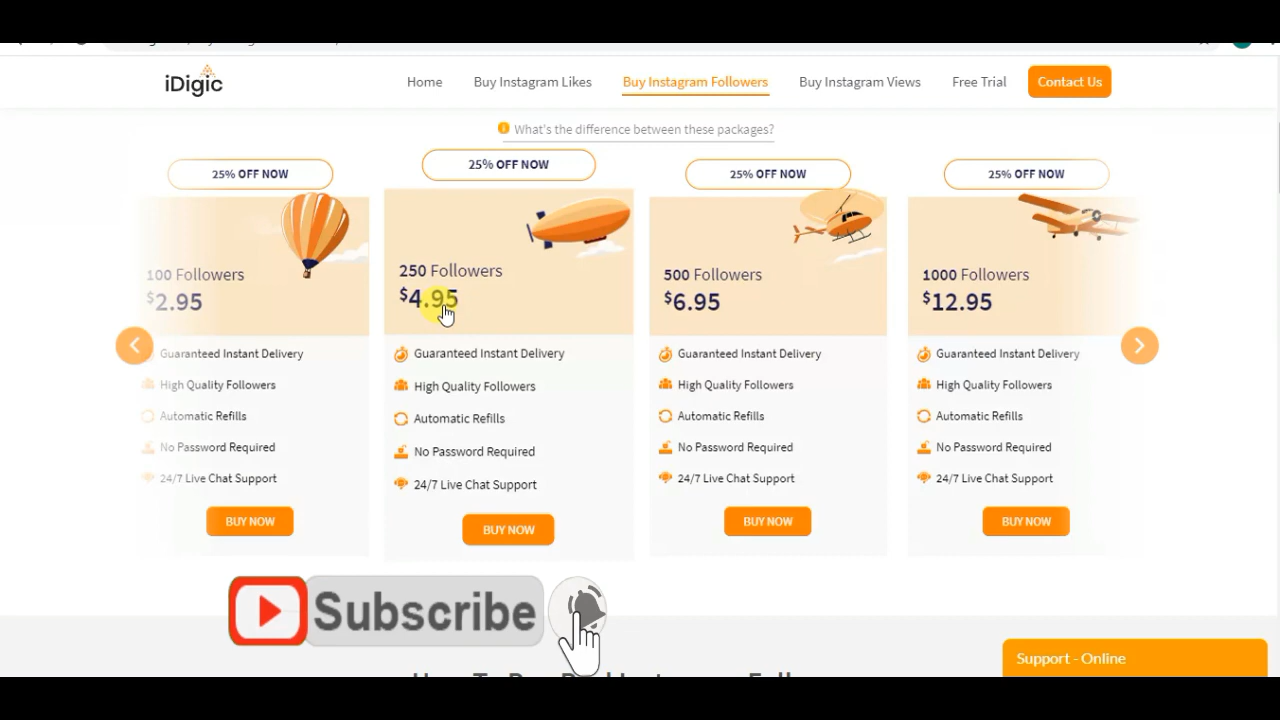 iDigic
Home
Buy Instagram Likes
Buy Instagram Followers
Buy Instagram Views
Free Trial
Contact Us
What's the difference between these packages?
25% OFF NOW
100 Followers
$2.95
Guaranteed Instant Delivery
High Quality Followers
Automatic Refills
No Password Required
24/7 Live Chat Support
BUY NOW
25% OFF NOW
250 Followers
$4.95
Guaranteed Instant Delivery
High Quality Followers
Automatic Refills
No Password Required
24/7 Live Chat Support
BUY NOW
25% OFF NOW
500 Followers
$6.95
Guaranteed Instant Delivery
High Quality Followers
Automatic Refills
No Password Required
24/7 Live Chat Support
BUY NOW
25% OFF NOW
1000 Followers
$12.95
Guaranteed Instant Delivery
High Quality Followers
Automatic Refills
No Password Required
24/7 Live Chat Support
BUY NOW
Subscribe
Support - Online